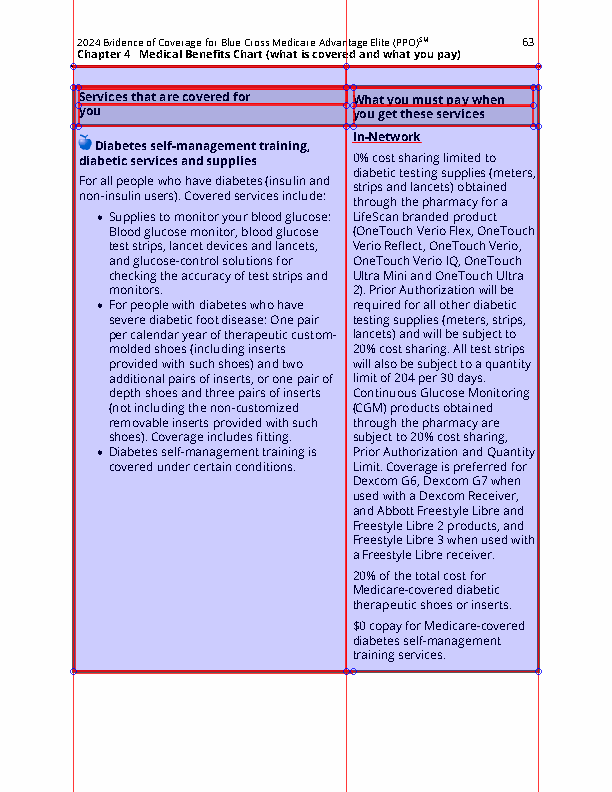 2024 Evidence of Coverage for Blue Cross Medicare Advantage Elite (PPO)SM 63
Chapter 4 Medical Benefits Chart (what is covered and what you pay)
Services that are covered for
you
What you must pay when
you get these services
Diabetes self-management training,
diabetic services and supplies
For all people who have diabetes (insulin and
non-insulin users). Covered services include:
• Supplies to monitor your blood glucose:
Blood glucose monitor, blood glucose
test strips, lancet devices and lancets,
and glucose-control solutions for
checking the accuracy of test strips and
monitors.
• For people with diabetes who have
severe diabetic foot disease: One pair
per calendar year of therapeutic custom-
molded shoes (including inserts
provided with such shoes) and two
additional pairs of inserts, or one pair of
depth shoes and three pairs of inserts
(not including the non-customized
removable inserts provided with such
shoes). Coverage includes fitting.
• Diabetes self-management training is
covered under certain conditions.
In-Network
0% cost sharing limited to
diabetic testing supplies (meters,
strips and lancets) obtained
through the pharmacy for a
LifeScan branded product
(OneTouch Verio Flex, OneTouch
Verio Reflect, OneTouch Verio,
OneTouch Verio IQ, OneTouch
Ultra Mini and OneTouch Ultra
2). Prior Authorization will be
required for all other diabetic
testing supplies (meters, strips,
lancets) and will be subject to
20% cost sharing. All test strips
will also be subject to a quantity
limit of 204 per 30 days.
Continuous Glucose Monitoring
(CGM) products obtained
through the pharmacy are
subject to 20% cost sharing,
Prior Authorization and Quantity
Limit. Coverage is preferred for
Dexcom G6, Dexcom G7 when
used with a Dexcom Receiver,
and Abbott Freestyle Libre and
Freestyle Libre 2 products, and
Freestyle Libre 3 when used with
a Freestyle Libre receiver.
20% of the total cost for
Medicare-covered diabetic
therapeutic shoes or inserts.
$0 copay for Medicare-covered
diabetes self-management
training services.